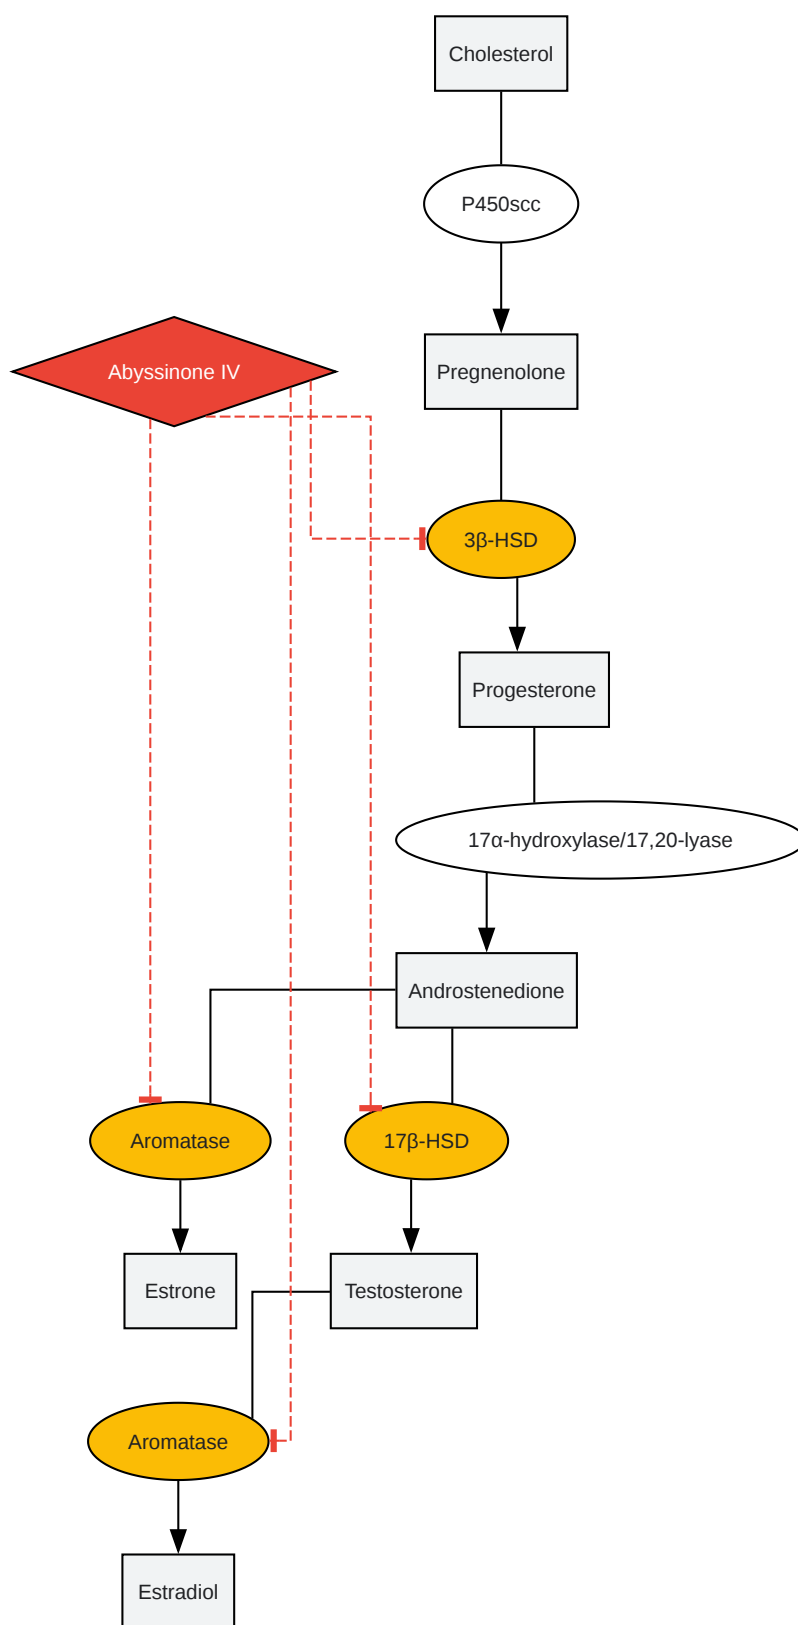 Cholesterol
P450scc
Abyssinone IV
Pregnenolone
3β-HSD
Progesterone
17α-hydroxylase/17,20-lyase
Androstenedione
Aromatase
17β-HSD
Estrone
Testosterone
Aromatase
Estradiol